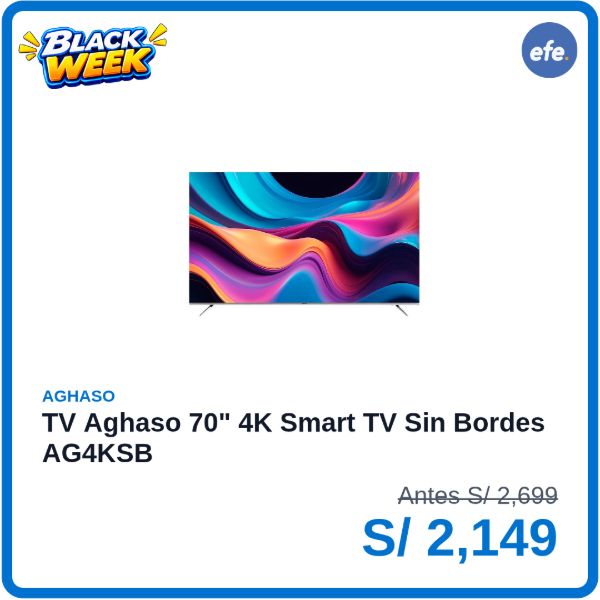 BLACK
WEEK
efe.
AGHASO
TV Aghaso 70" 4K Smart TV Sin Bordes
AG4KSB
Antes S/ 2,699
S/ 2,149